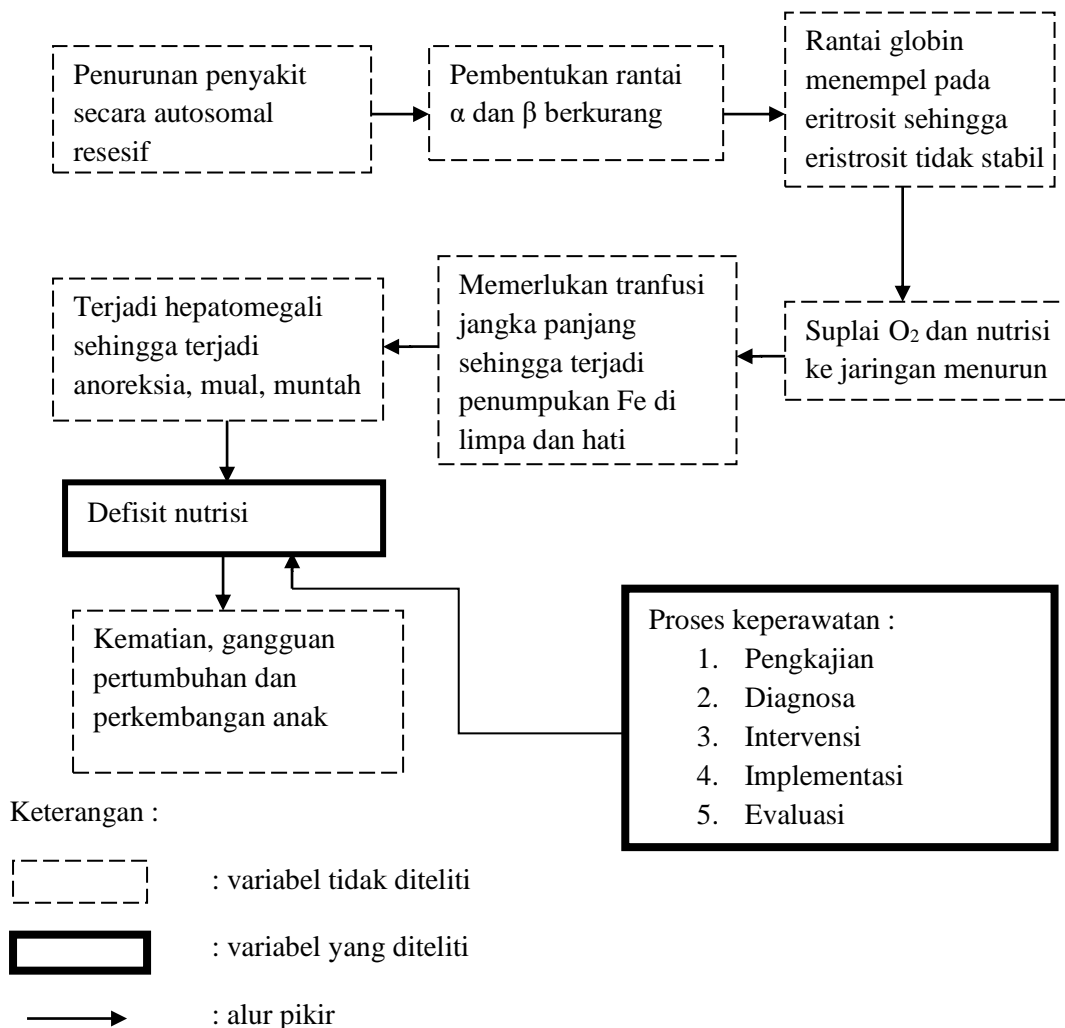 Penurunan penyakit
secara autosomal
resesif
Pembentukan rantai
α dan β berkurang
Rantai globin
menempel pada
eritrosit sehingga
eristrosit tidak stabil
Suplai O₂ dan nutrisi
ke jaringan menurun
Memerlukan tranfusi
jangka panjang
sehingga terjadi
penumpukan Fe di
limpa dan hati
Terjadi hepatomegali
sehingga terjadi
anoreksia, mual, muntah
Defisit nutrisi
Kematian, gangguan
pertumbuhan dan
perkembangan anak
Proses keperawatan :
1. Pengkajian
2. Diagnosa
3. Intervensi
4. Implementasi
5. Evaluasi
Keterangan :
: variabel tidak diteliti
: variabel yang diteliti
: alur pikir